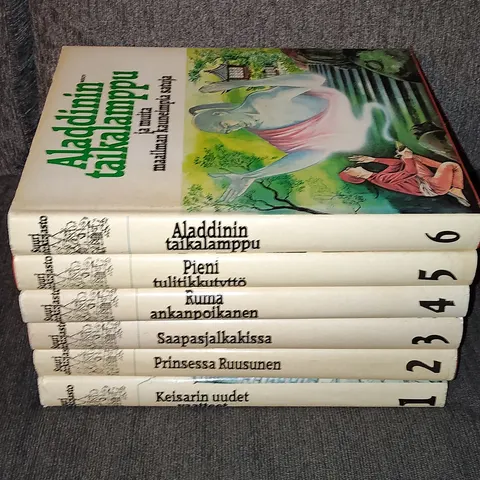 Aladdinin
taikalamppu
ja muita
maailman kauneimpia satuja
Aladdinin
taikalamppu
6
Pieni
tulitikkutyttö
5
Ruma
ankanpoikanen
4
Saapasjalkakissa
3
Prinsessa Ruusunen
2
Keisarin uudet
vaatteet
1